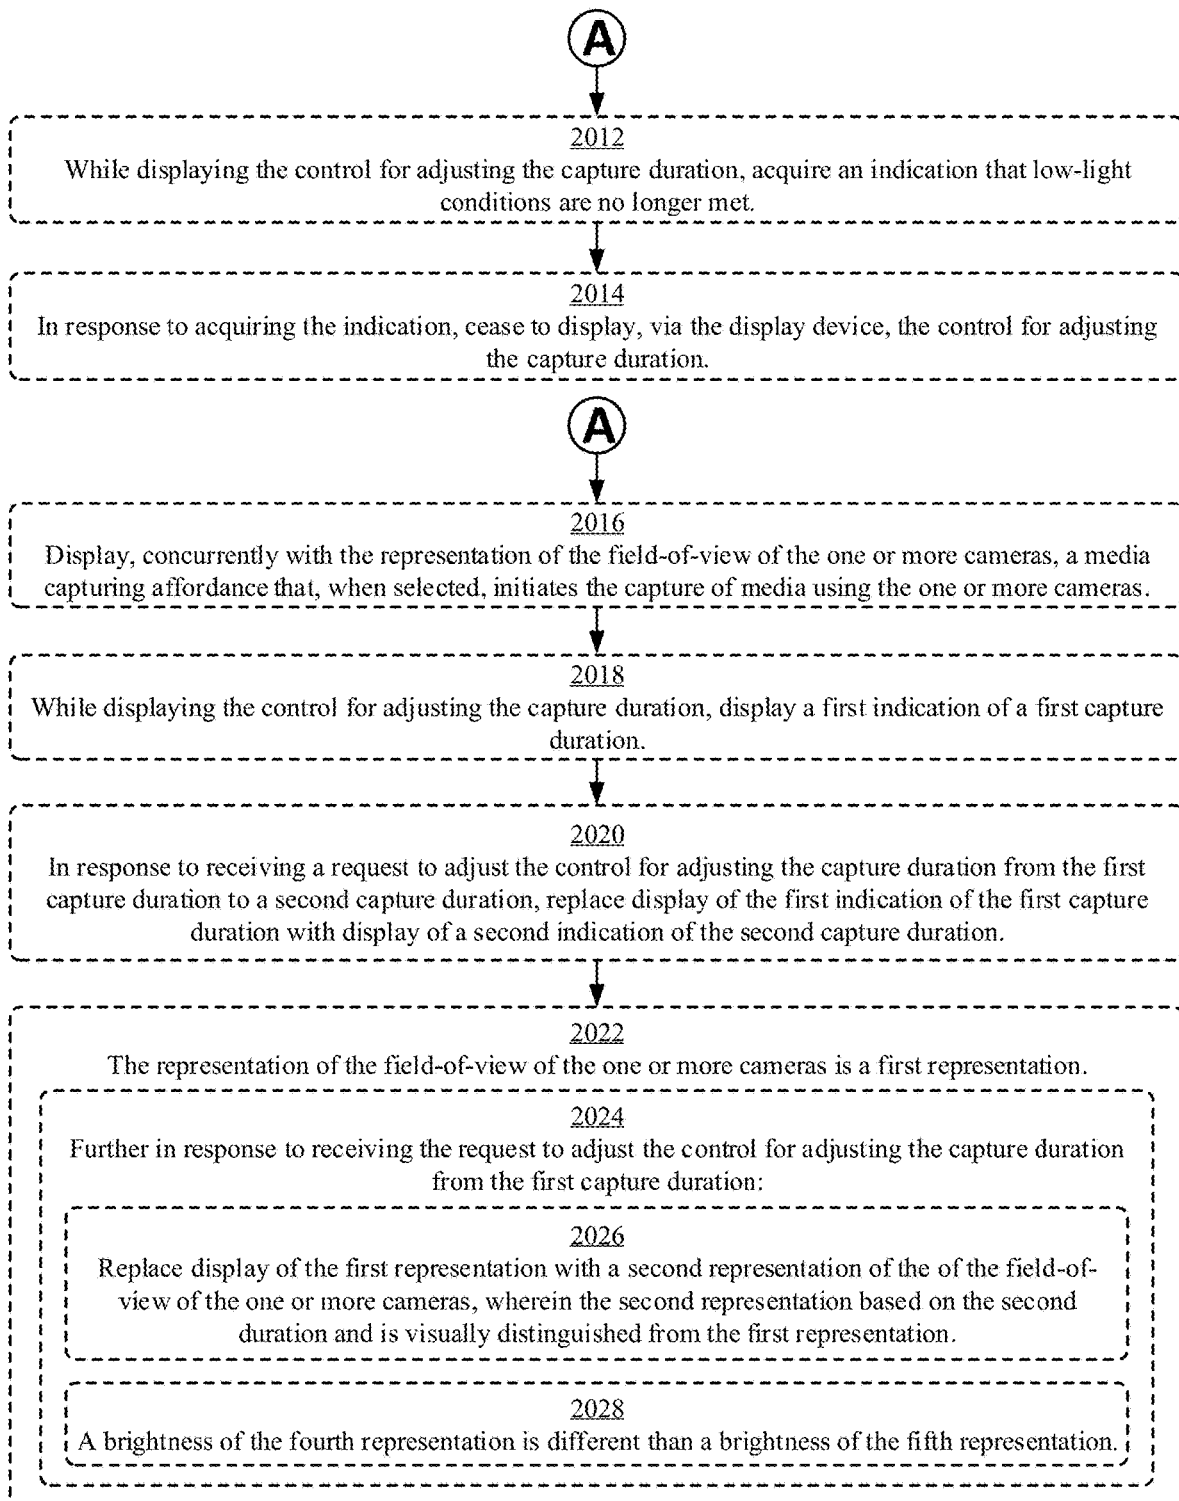 A
2012
While displaying the control for adjusting the capture duration, acquire an indication that low-light
conditions are no longer met.
2014
In response to acquiring the indication, cease to display, via the display device, the control for adjusting
the capture duration.
A
2016
Display, concurrently with the representation of the field-of-view of the one or more cameras, a media
capturing affordance that, when selected, initiates the capture of media using the one or more cameras.
2018
While displaying the control for adjusting the capture duration, display a first indication of a first capture
duration.
2020
In response to receiving a request to adjust the control for adjusting the capture duration from the first
capture duration to a second capture duration, replace display of the first indication of the first capture
duration with display of a second indication of the second capture duration.
2022
The representation of the field-of-view of the one or more cameras is a first representation.
2024
Further in response to receiving the request to adjust the control for adjusting the capture duration
from the first capture duration:
2026
Replace display of the first representation with a second representation of the of the field-of-
view of the one or more cameras, wherein the second representation based on the second
duration and is visually distinguished from the first representation.
2028
A brightness of the fourth representation is different than a brightness of the fifth representation.